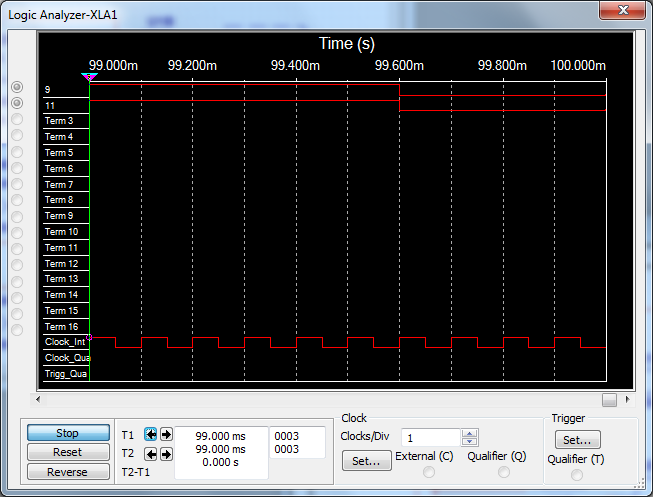 Logic Analyzer-XLA1
Time (s)
99.000m 99.200m 99.400m 99.600m 99.800m 100.000m
9
11
Term 3
Term 4
Term 5
Term 6
Term 7
Term 8
Term 9
Term 10
Term 11
Term 12
Term 13
Term 14
Term 15
Term 16
Clock_Int
Clock_Qua
Trigg_Qua
Stop
Reset
Reverse
T1 99.000 ms 0003
T2 99.000 ms 0003
T2-T1 0.000 s
Clock
Clocks/Div 1
Set... External (C) Qualifier (Q)
Trigger
Set...
Qualifier (T)